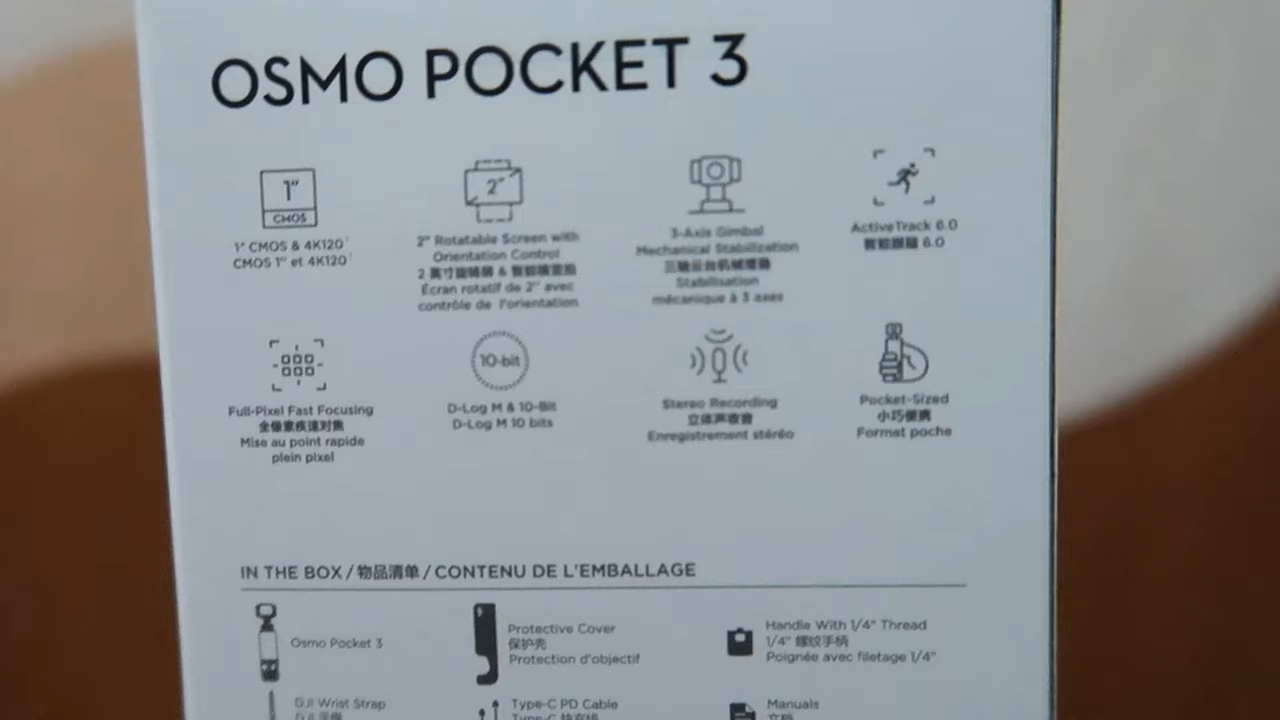 OSMO POCKET 3
1"
CMOS
1" CMOS & 4K120¹
CMOS 1" et 4K120¹
2"
2" Rotatable Screen with
Orientation Control
2 英寸旋转屏 & 智能横竖拍
Écran rotatif de 2" avec
contrôle de l'orientation
3-Axis Gimbal
Mechanical Stabilization
三轴云台机械增稳
Stabilisation
mécanique à 3 axes
ActiveTrack 6.0
智能跟随 6.0
Full-Pixel Fast Focusing
全像素疾速对焦
Mise au point rapide
plein pixel
10-bit
D-Log M & 10-Bit
D-Log M 10 bits
Stereo Recording
立体声收音
Enregistrement stéréo
Pocket-Sized
小巧便携
Format poche
IN THE BOX / 物品清单 / CONTENU DE L'EMBALLAGE
Osmo Pocket 3
Protective Cover
保护壳
Protection d'objectif
Handle With 1/4" Thread
1/4" 螺纹手柄
Poignée avec filetage 1/4"
DJI Wrist Strap
DJI
Type-C PD Cable
Type-C
Manuals
文档